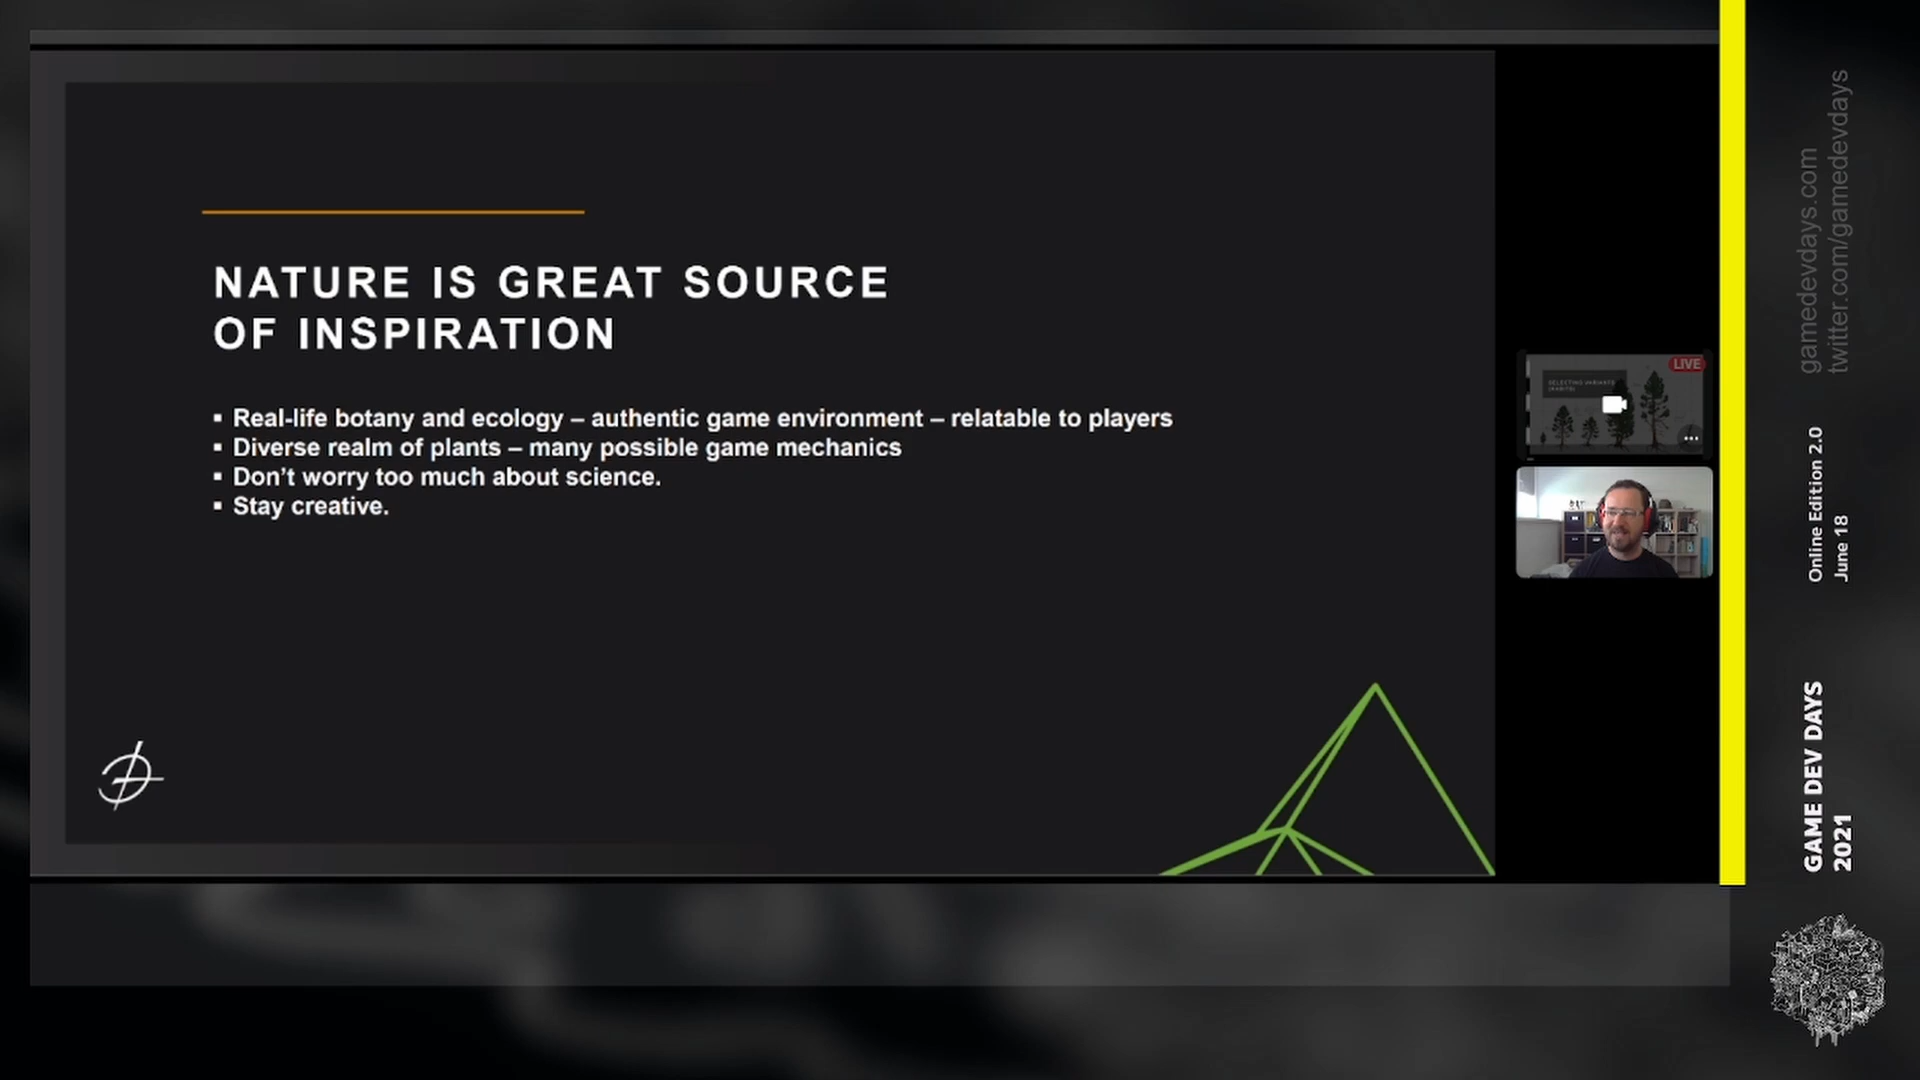 NATURE IS GREAT SOURCE
OF INSPIRATION
▪ Real-life botany and ecology – authentic game environment – relatable to players
▪ Diverse realm of plants – many possible game mechanics
▪ Don’t worry too much about science.
▪ Stay creative.
LIVE
SELECTING VARIANTS
gamedevdays.com
twitter.com/gamedevdays
Online Edition 2.0
June 18
GAME DEV DAYS
2021